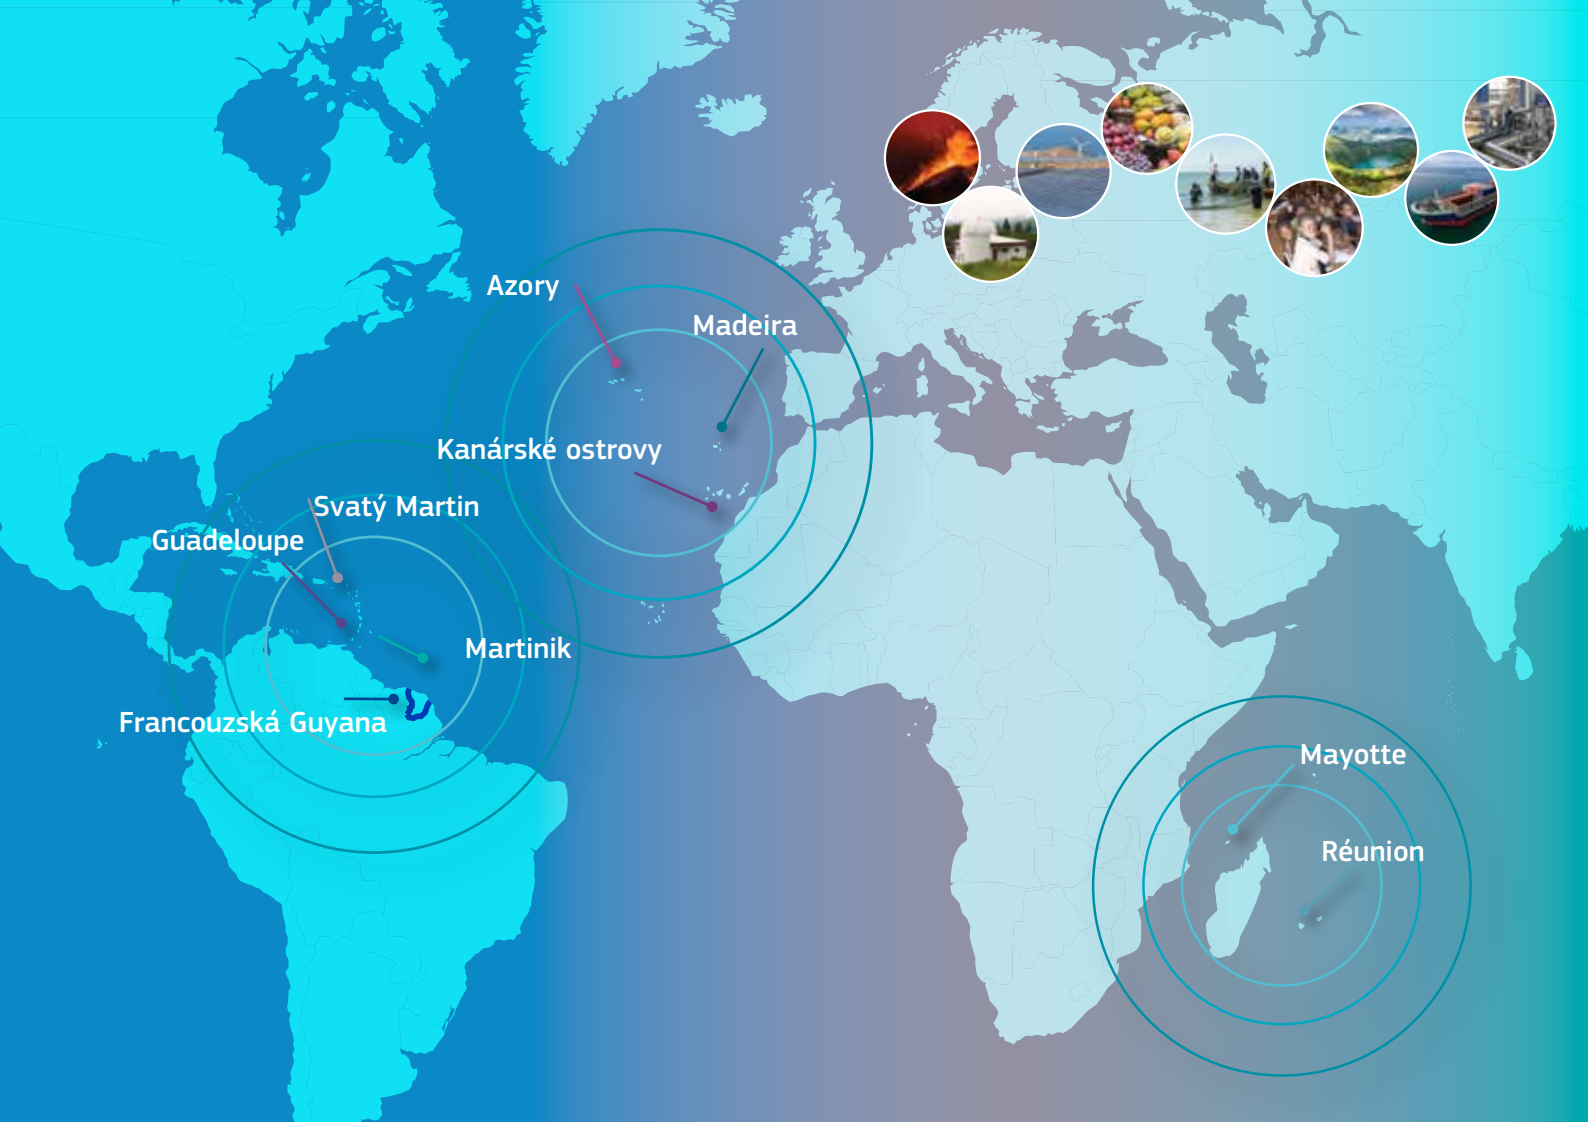 Azory
Madeira
Kanárské ostrovy
Svatý Martin
Guadeloupe
Martinik
Francouzská Guyana
Mayotte
Réunion